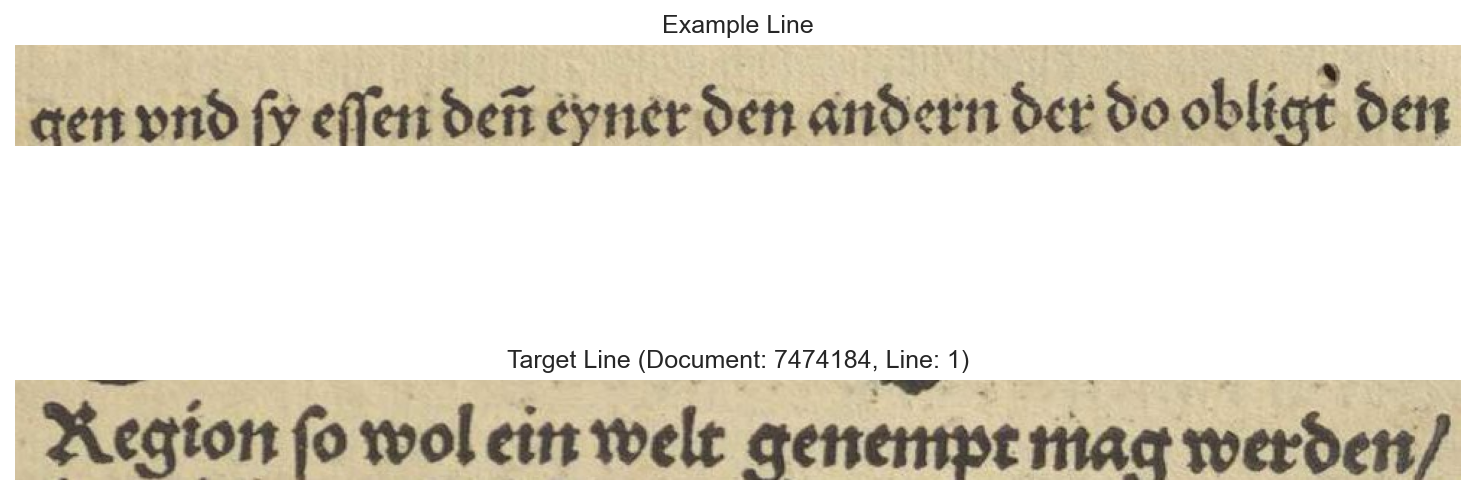 Example Line
gen vnd ſy eſſen den̄ eyner den andern der do obligt̛ den
Target Line (Document: 7474184, Line: 1)
Region ſo wol ein welt genempt mag werden/